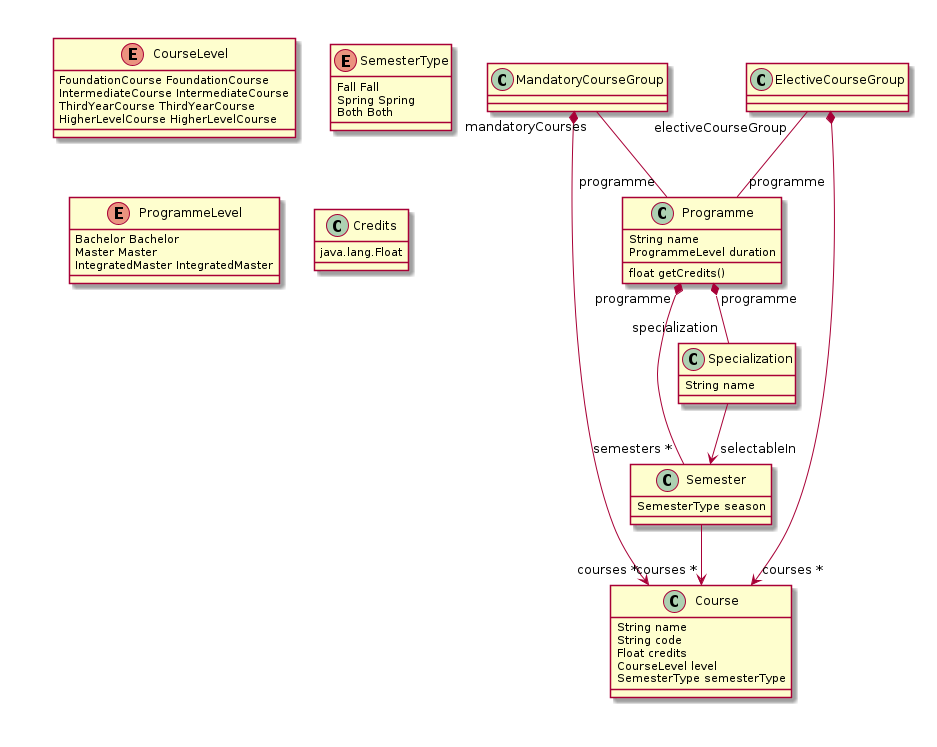 E CourseLevel
FoundationCourse FoundationCourse
IntermediateCourse IntermediateCourse
ThirdYearCourse ThirdYearCourse
HigherLevelCourse HigherLevelCourse
E SemesterType
Fall Fall
Spring Spring
Both Both
C MandatoryCourseGroup
C ElectiveCourseGroup
mandatoryCourses
electiveCourseGroup
programme
programme
E ProgrammeLevel
Bachelor Bachelor
Master Master
IntegratedMaster IntegratedMaster
C Credits
java.lang.Float
C Programme
String name
ProgrammeLevel duration
float getCredits()
programme
programme
specialization
C Specialization
String name
semesters *
selectableIn
C Semester
SemesterType season
courses *
courses *
courses *
C Course
String name
String code
Float credits
CourseLevel level
SemesterType semesterType